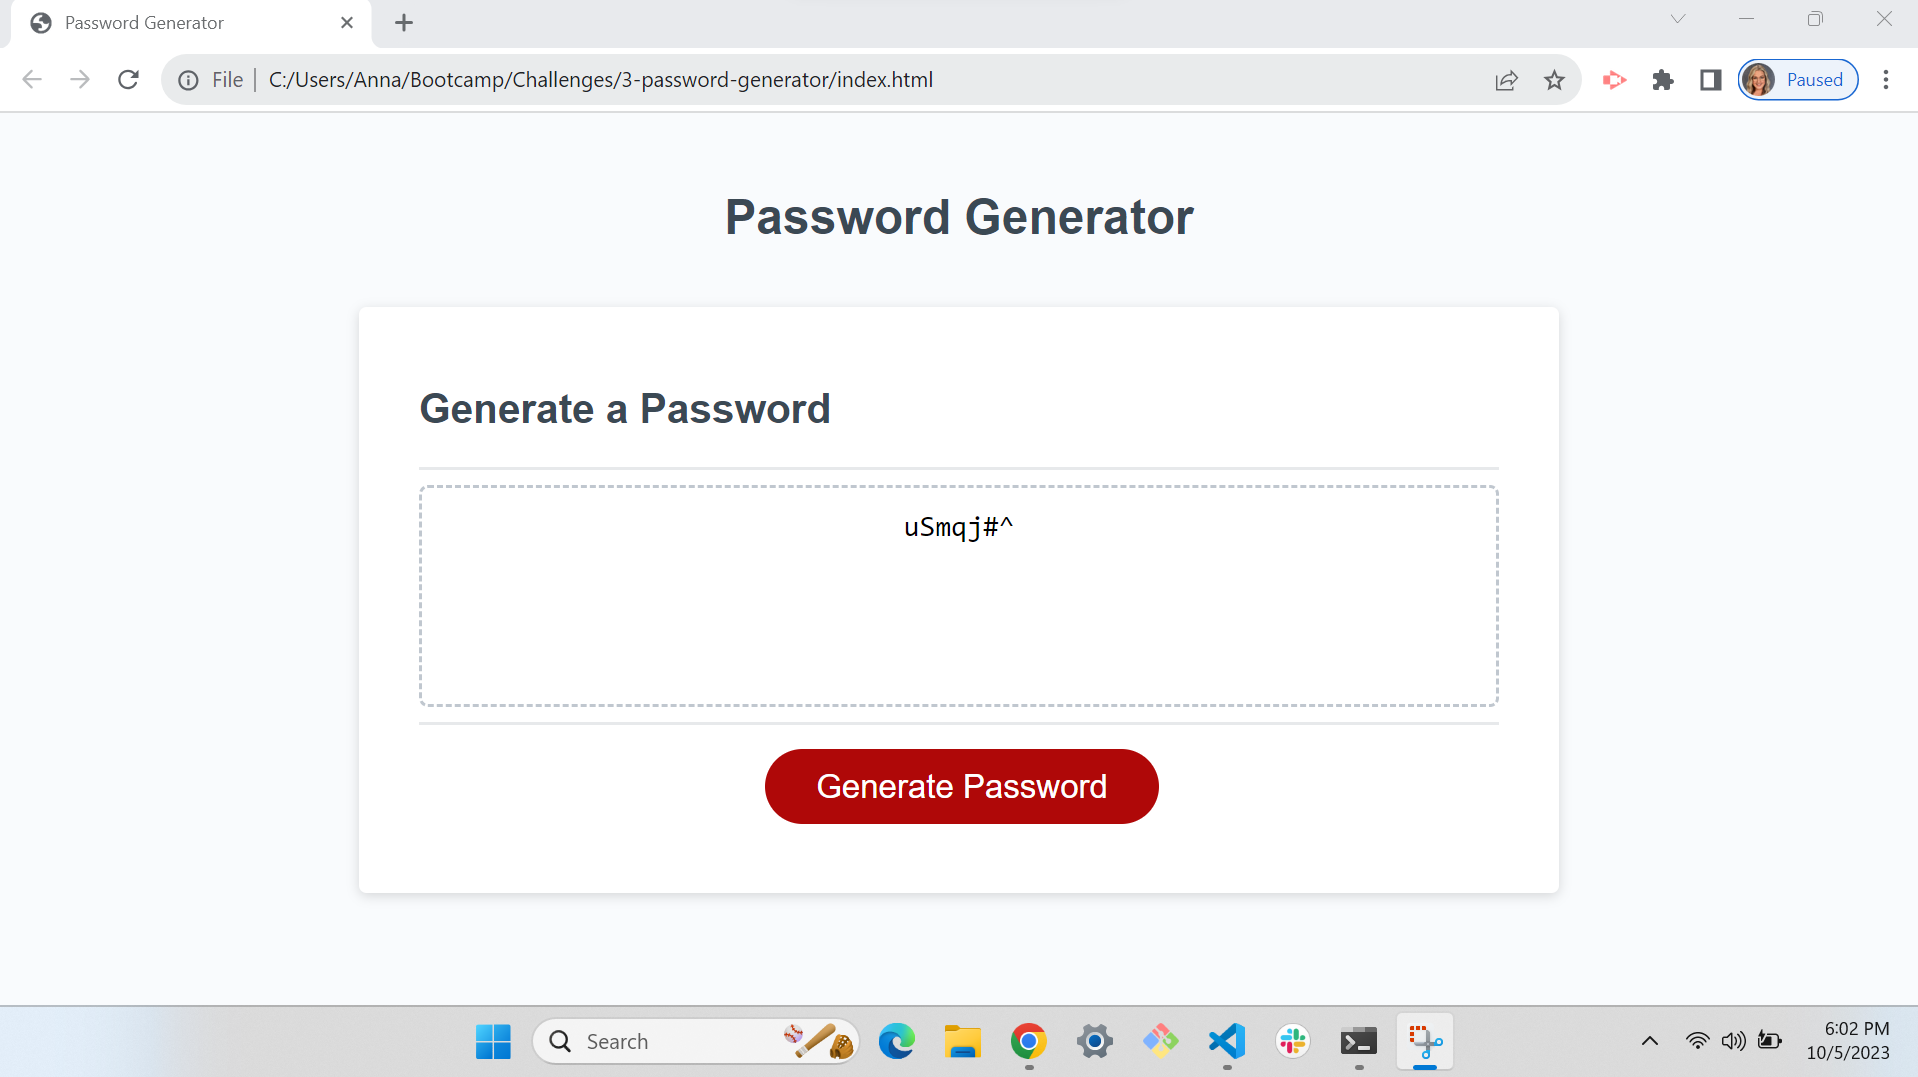 Password Generator
File
C:/Users/Anna/Bootcamp/Challenges/3-password-generator/index.html
Paused
Password Generator
Generate a Password
uSmqj#^
Generate Password
Search
6:02 PM
10/5/2023